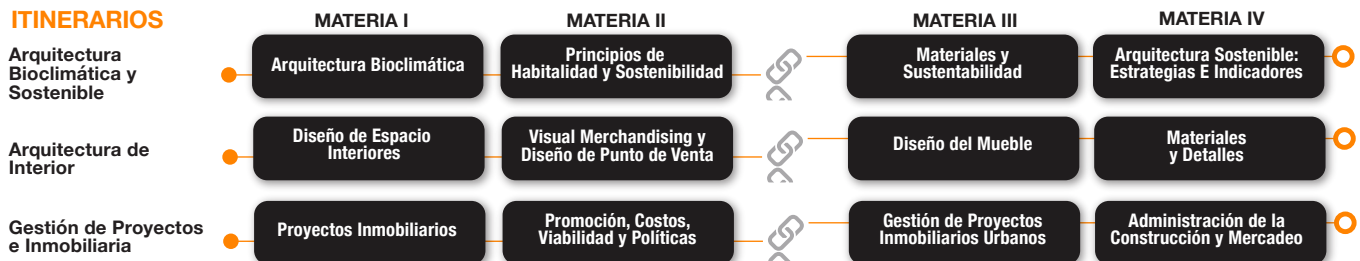 ITINERARIOS
MATERIA I
MATERIA II
MATERIA III
MATERIA IV
Arquitectura
Bioclimática y
Sostenible
Arquitectura Bioclimática
Principios de
Habitalidad y Sostenibilidad
Materiales y
Sustentabilidad
Arquitectura Sostenible:
Estrategias E Indicadores
Arquitectura de
Interior
Diseño de Espacio
Interiores
Visual Merchandising y
Diseño de Punto de Venta
Diseño del Mueble
Materiales
y Detalles
Gestión de Proyectos
e Inmobiliaria
Proyectos Inmobiliarios
Promoción, Costos,
Viabilidad y Políticas
Gestión de Proyectos
Inmobiliarios Urbanos
Administración de la
Construcción y Mercadeo